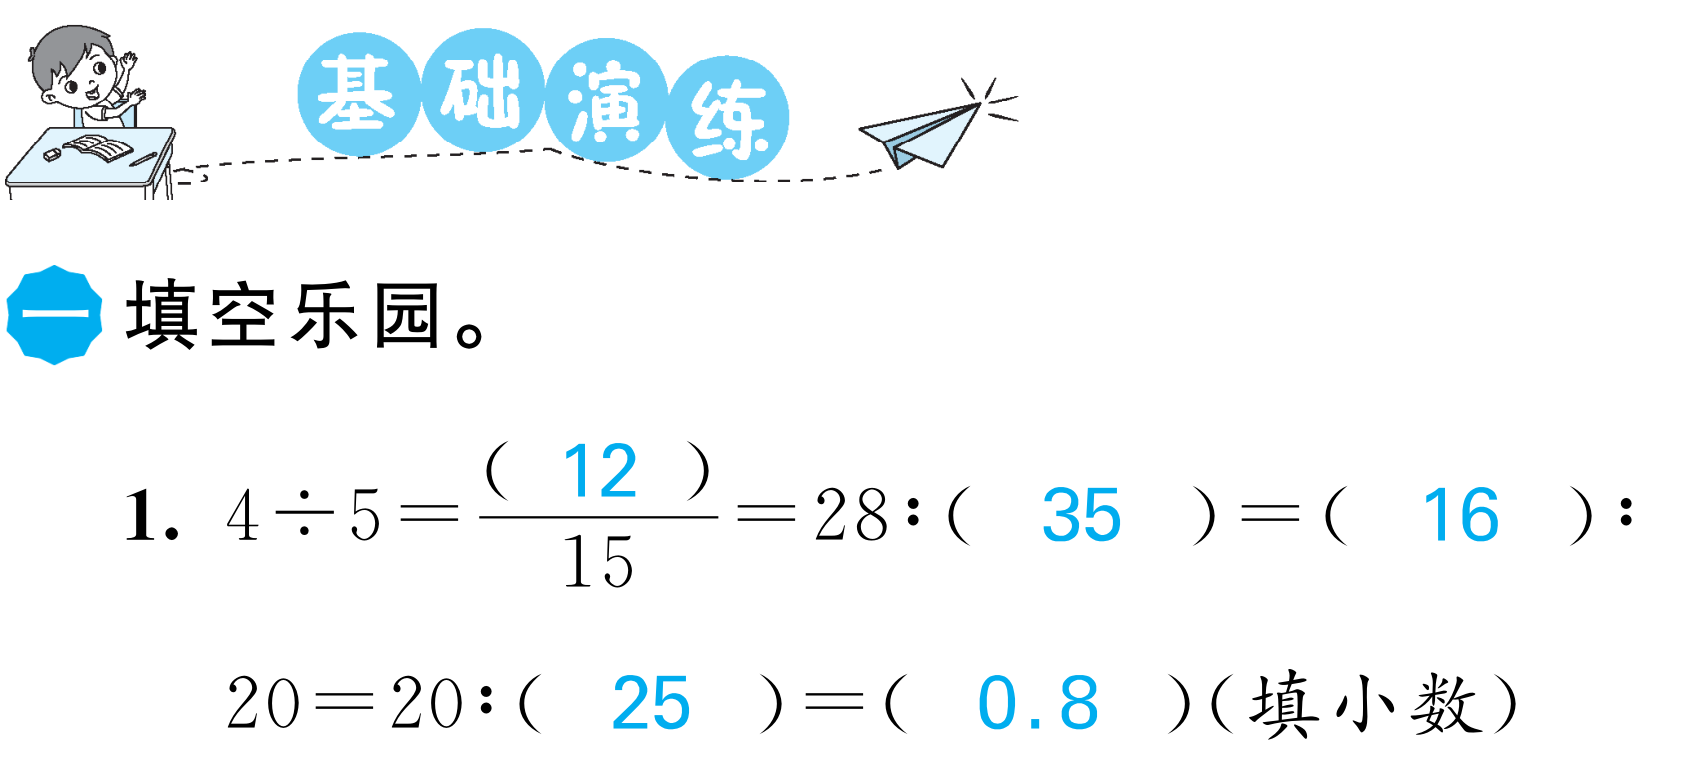 基础演练
一 填空乐园。
1. 4÷5=( 12 )/15=28:( 35 )=( 16 ):
20=20:( 25 )=( 0.8 )(填小数)